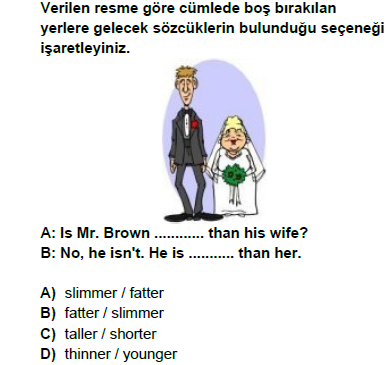 Verilen resme göre cümlede boş bırakılan
yerlere gelecek sözcüklerin bulunduğu seçeneği
işaretleyiniz.
A: Is Mr. Brown ............ than his wife?
B: No, he isn't. He is ........... than her.
A) slimmer / fatter
B) fatter / slimmer
C) taller / shorter
D) thinner / younger